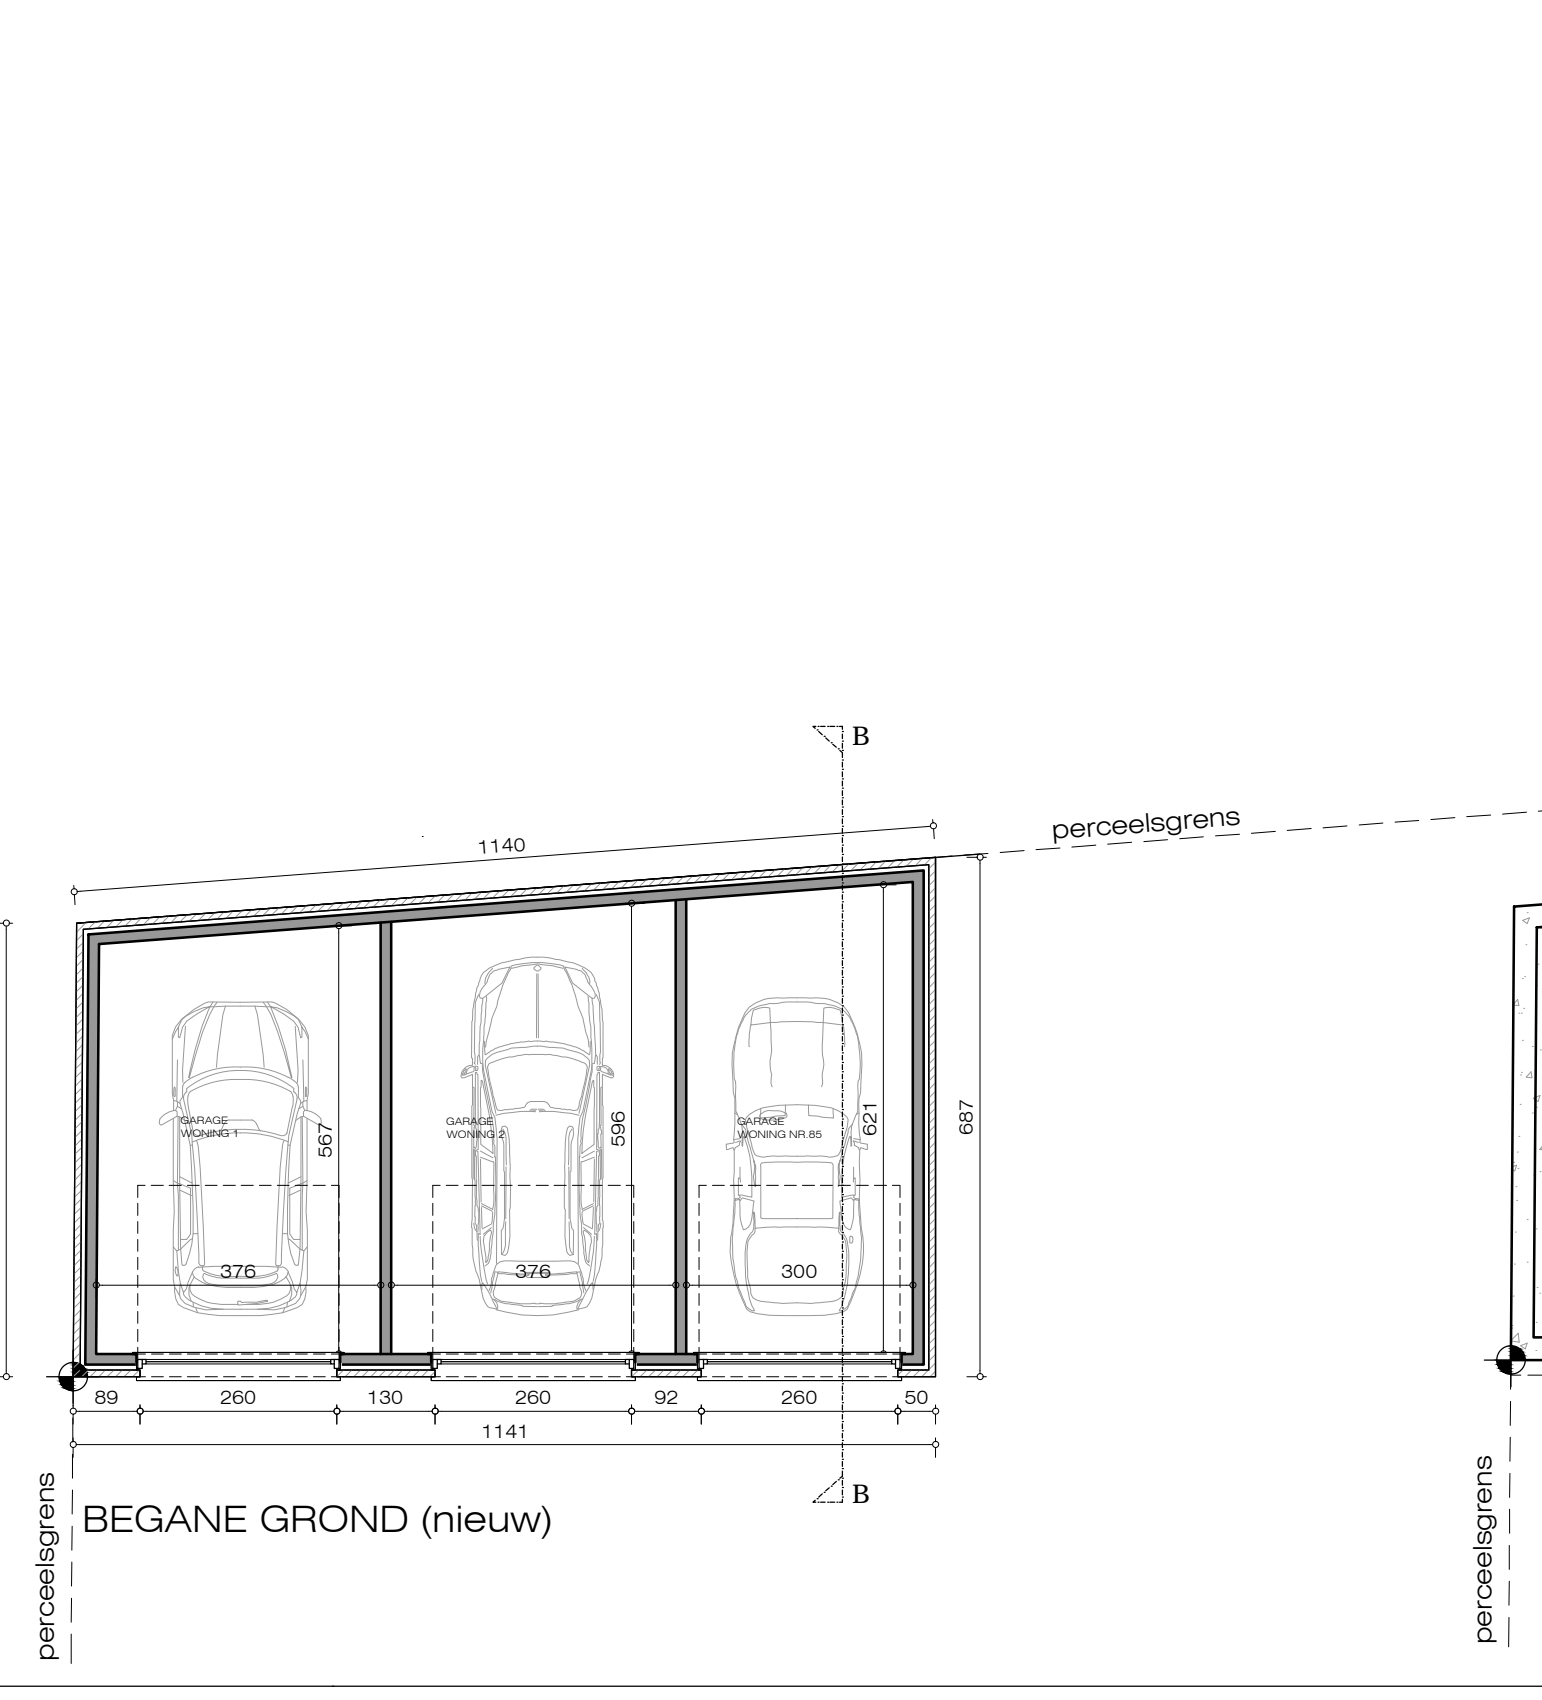 B
1140
perceelsgrens
GARAGE
WONING 1
567
GARAGE
WONING 2
596
GARAGE
WONING NR.85
621
687
376
376
300
89
260
130
260
92
260
50
1141
B
BEGANE GROND (nieuw)
perceelsgrens
perceelsgrens